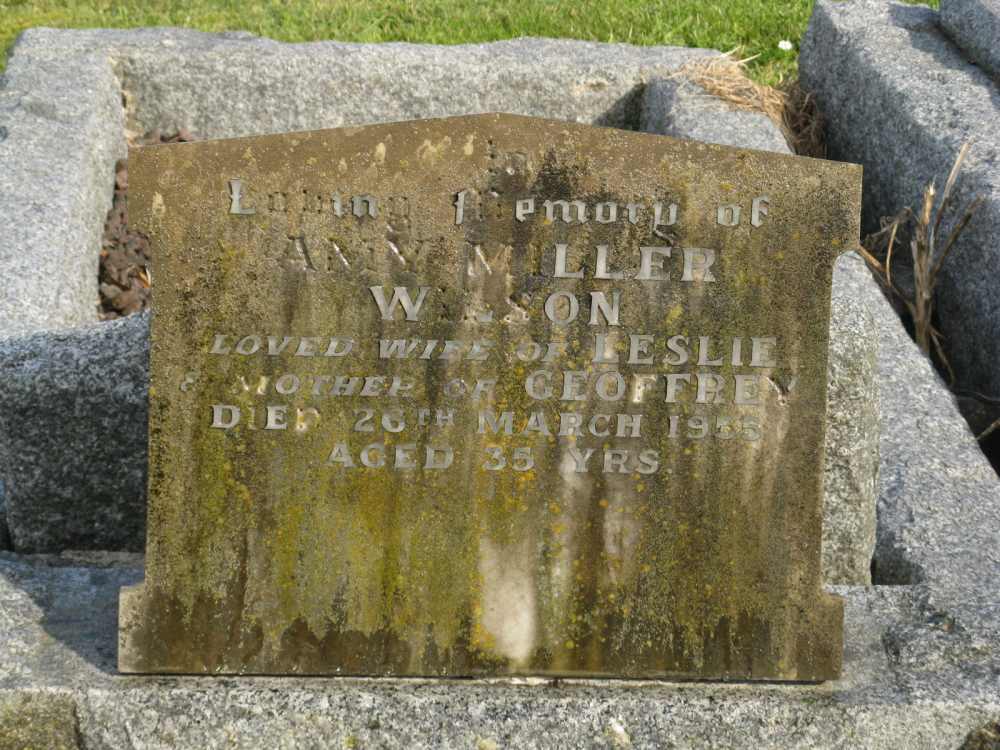 Loving Memory of
MILLER
LOVED WIFE OF LESLIE
& MOTHER OF GEOFFREY
DIED 26TH MARCH 1955
AGED 35 YRS.